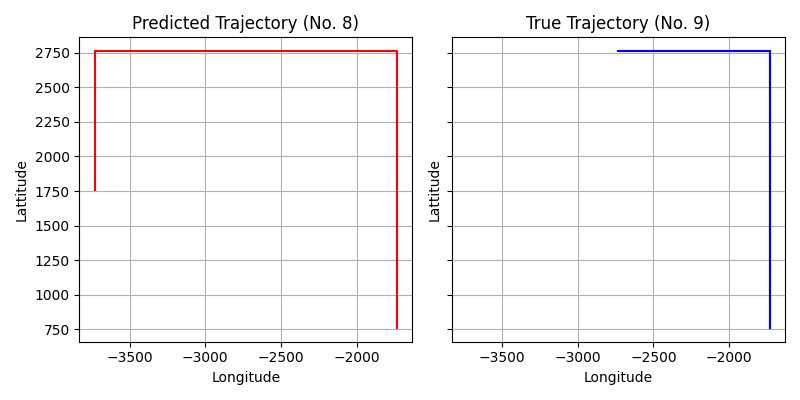 Predicted Trajectory (No. 8)
True Trajectory (No. 9)
Lattitude
2750
2500
2250
2000
1750
1500
1250
1000
750
−3500
−3000
−2500
−2000
Longitude
Lattitude
−3500
−3000
−2500
−2000
Longitude